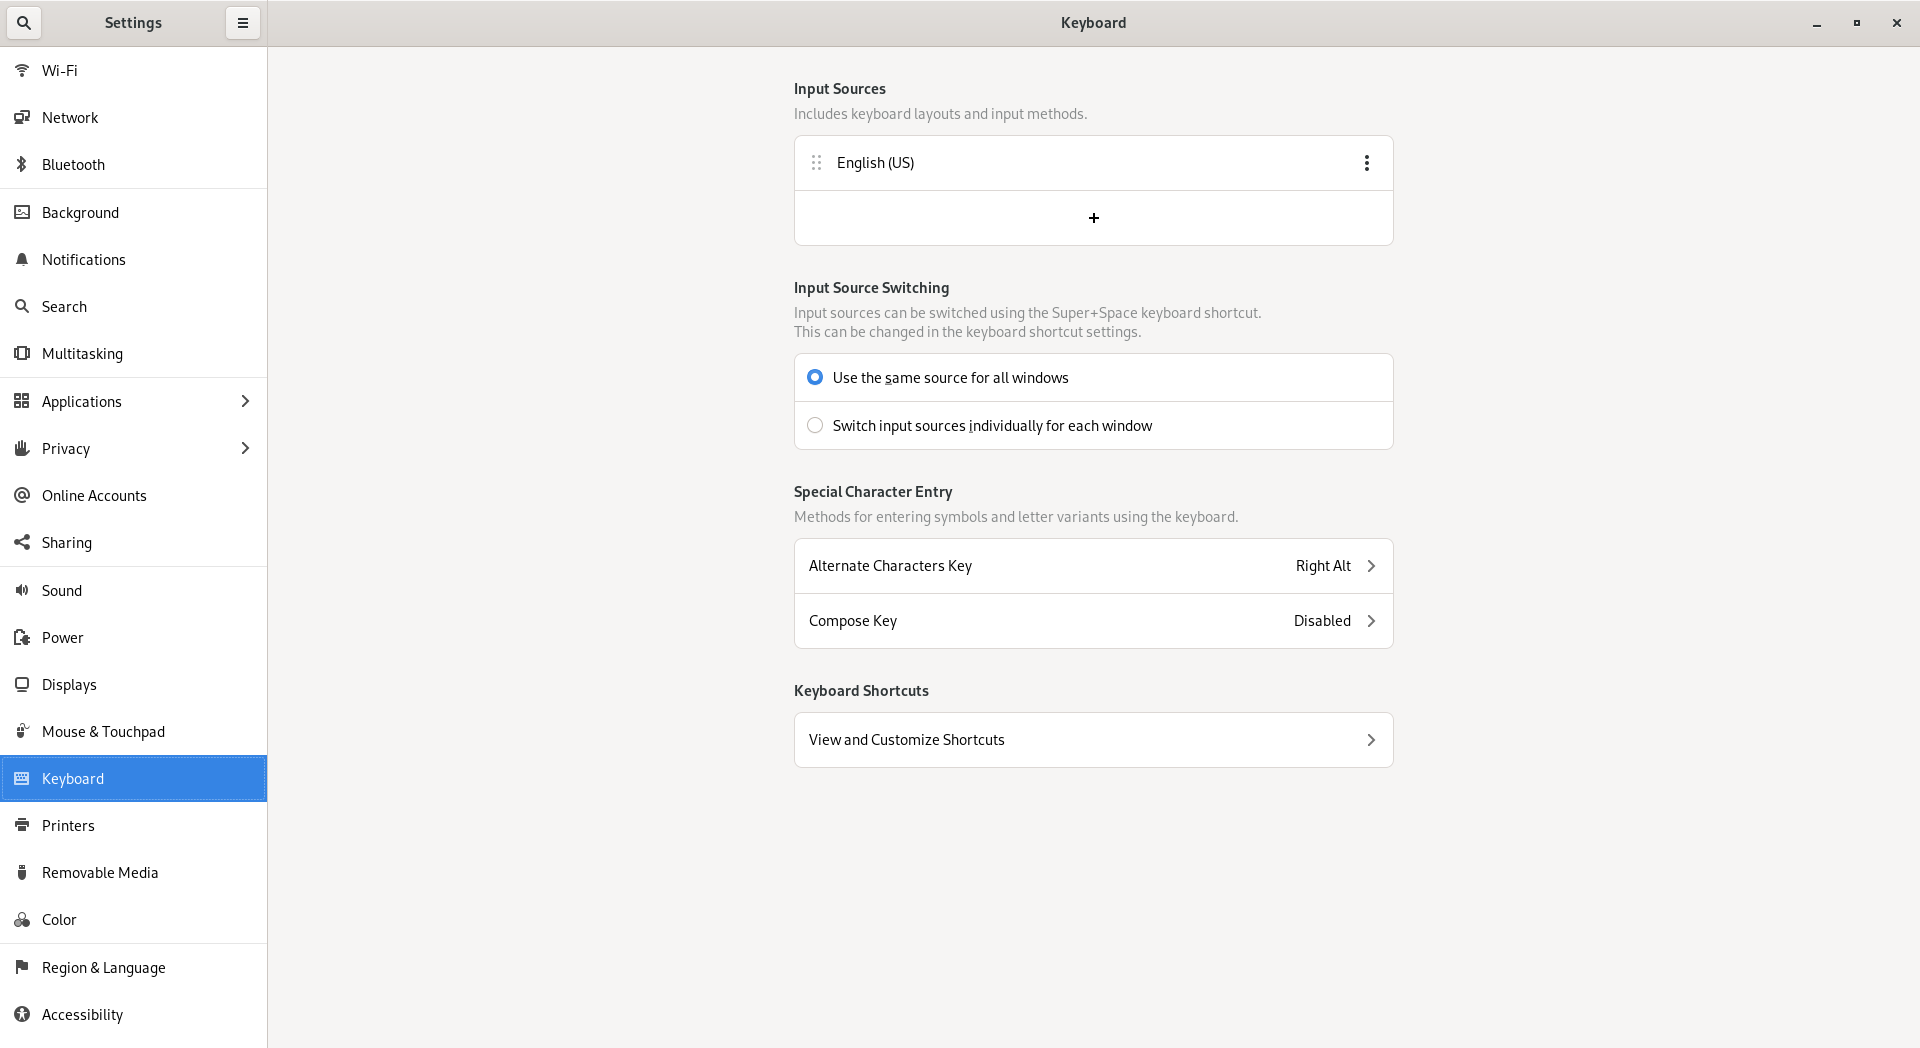 Settings
Keyboard
Wi-Fi
Network
Bluetooth
Background
Notifications
Search
Multitasking
Applications
Privacy
Online Accounts
Sharing
Sound
Power
Displays
Mouse & Touchpad
Keyboard
Printers
Removable Media
Color
Region & Language
Accessibility
Input Sources
Includes keyboard layouts and input methods.
English (US)
Input Source Switching
Input sources can be switched using the Super+Space keyboard shortcut.
This can be changed in the keyboard shortcut settings.
Use the same source for all windows
Switch input sources individually for each window
Special Character Entry
Methods for entering symbols and letter variants using the keyboard.
Alternate Characters Key Right Alt
Compose Key Disabled
Keyboard Shortcuts
View and Customize Shortcuts